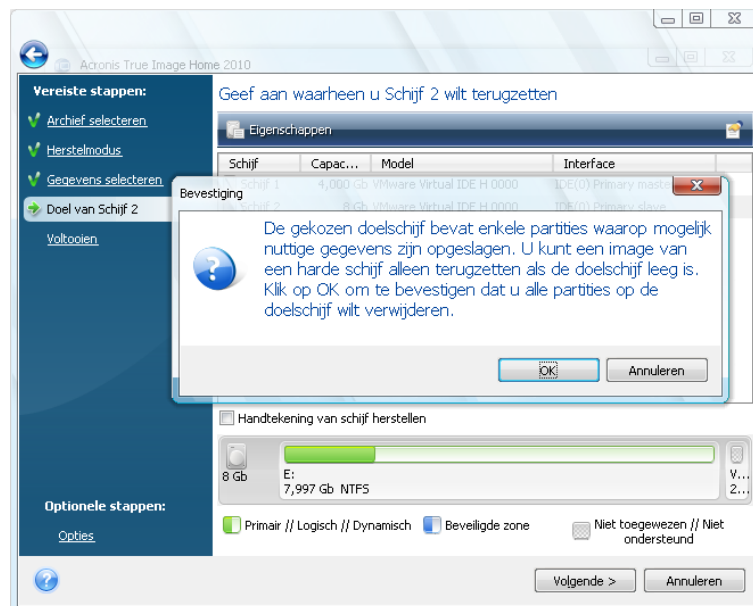 Acronis True Image Home 2010
Vereiste stappen:
Archief selecteren
Herstelmodus
Gegevens selecteren
Doel van Schijf 2
Voltooien
Optionele stappen:
Opties
Geef aan waarheen u Schijf 2 wilt terugzetten
Eigenschappen
Schijf Capac... Model Interface
Schijf 1 4,000 Gb VMware Virtual IDE H 0000 IDE(0) Primary master
Schijf 2 8 Gb VMware Virtual IDE H 0000 IDE(0) Primary slave
Bevestiging
De gekozen doelschijf bevat enkele partities waarop mogelijk
nuttige gegevens zijn opgeslagen. U kunt een image van
een harde schijf alleen terugzetten als de doelschijf leeg is.
Klik op OK om te bevestigen dat u alle partities op de
doelschijf wilt verwijderen.
OK Annuleren
Handtekening van schijf herstellen
8 Gb
E:
7,997 Gb NTFS
V...
2...
Primair // Logisch // Dynamisch
Beveiligde zone
Niet toegewezen // Niet
ondersteund
Volgende > Annuleren